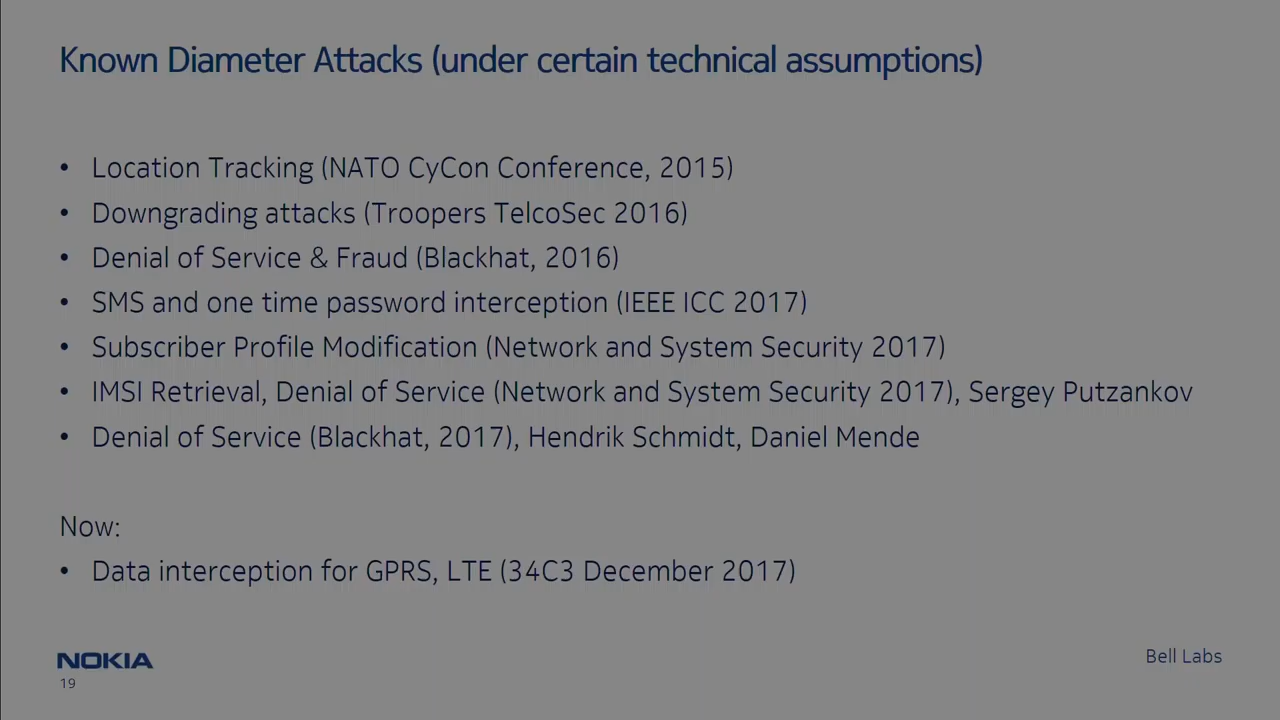 Known Diameter Attacks (under certain technical assumptions)
• Location Tracking (NATO CyCon Conference, 2015)
• Downgrading attacks (Troopers TelcoSec 2016)
• Denial of Service & Fraud (Blackhat, 2016)
• SMS and one time password interception (IEEE ICC 2017)
• Subscriber Profile Modification (Network and System Security 2017)
• IMSI Retrieval, Denial of Service (Network and System Security 2017), Sergey Putzankov
• Denial of Service (Blackhat, 2017), Hendrik Schmidt, Daniel Mende
Now:
• Data interception for GPRS, LTE (34C3 December 2017)
NOKIA
Bell Labs
19